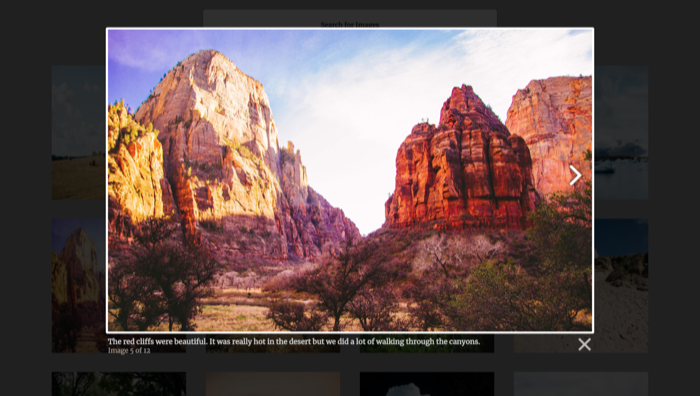 Search for Images
The red cliffs were beautiful. It was really hot in the desert but we did a lot of walking through the canyons.
Image 5 of 12